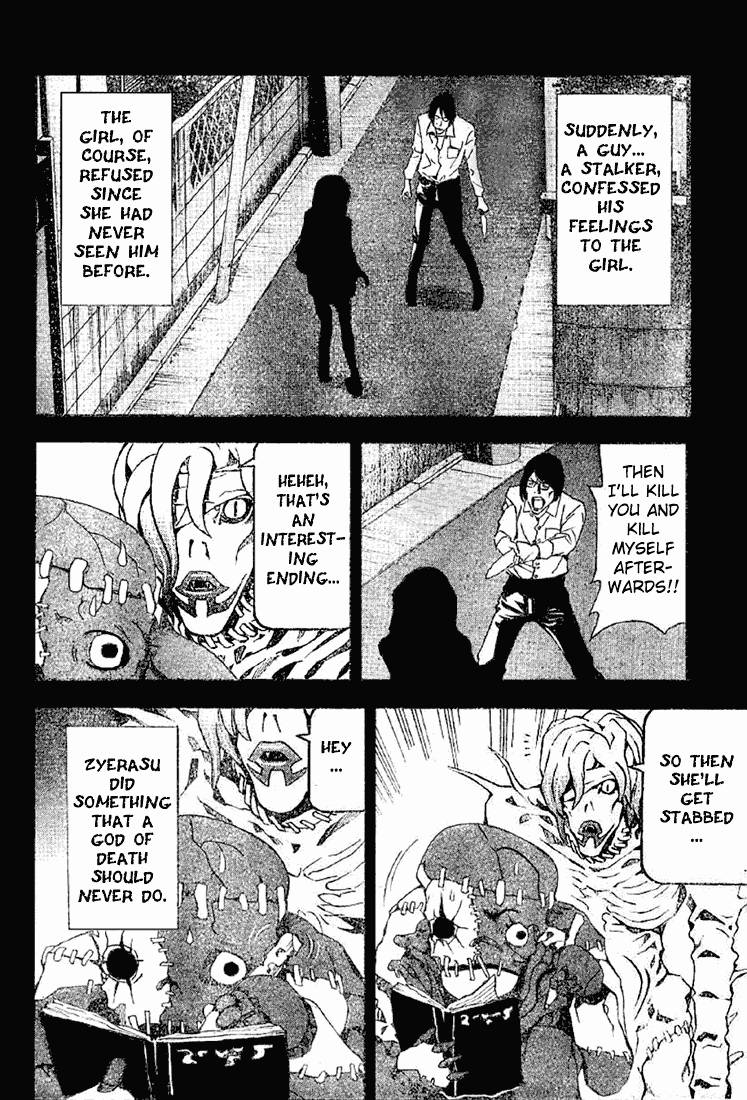 SUDDENLY,
A GUY...
A STALKER,
CONFESSED
HIS
FEELINGS
TO THE
GIRL.
THE
GIRL, OF
COURSE,
REFUSED
SINCE
SHE HAD
NEVER
SEEN HIM
BEFORE.
THEN
I'LL KILL
YOU AND
KILL
MYSELF
AFTER-
WARDS!!
HEHEH,
THAT'S
AN
INTEREST-
ING
ENDING...
SO THEN
SHE'LL
GET
STABBED
...
HEY
...
ZYERASU
DID
SOMETHING
THAT A
GOD OF
DEATH
SHOULD
NEVER DO.